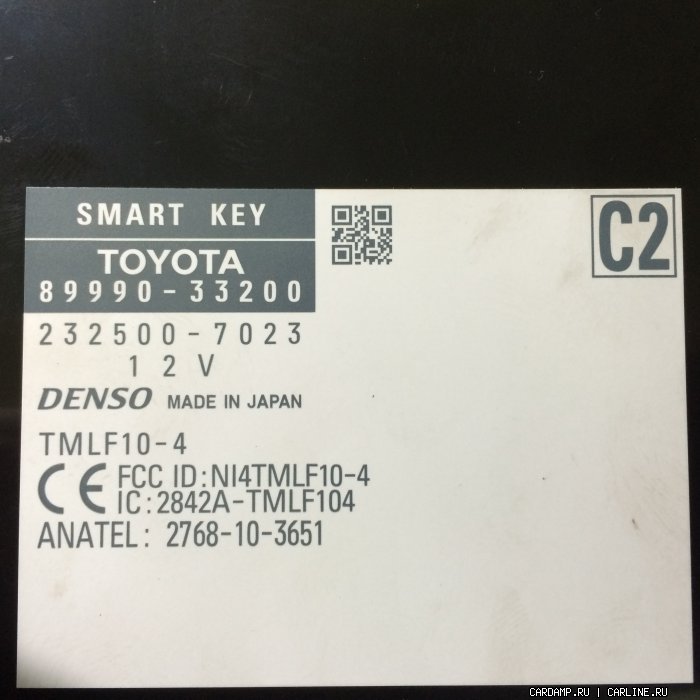 SMART KEY
TOYOTA
89990-33200
C2
232500-7023
12V
DENSO MADE IN JAPAN
TMLF10-4
CE FCC ID:NI4TMLF10-4
IC:2842A-TMLF104
ANATEL: 2768-10-3651
CARDAMP.RU | CARLINE.RU